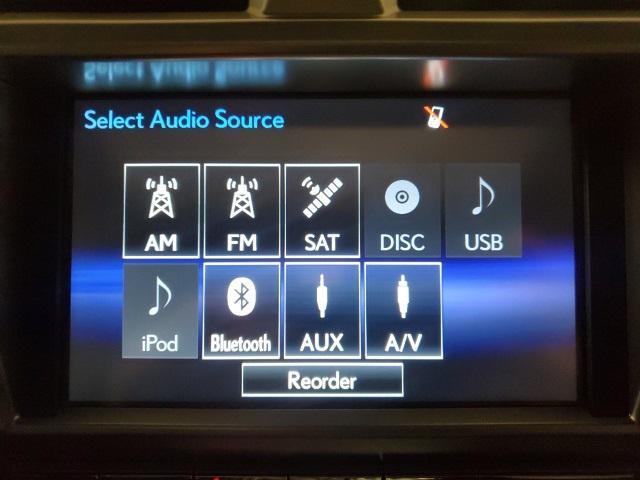 Select Audio Source
AM FM SAT DISC USB
iPod Bluetooth AUX A/V
Reorder